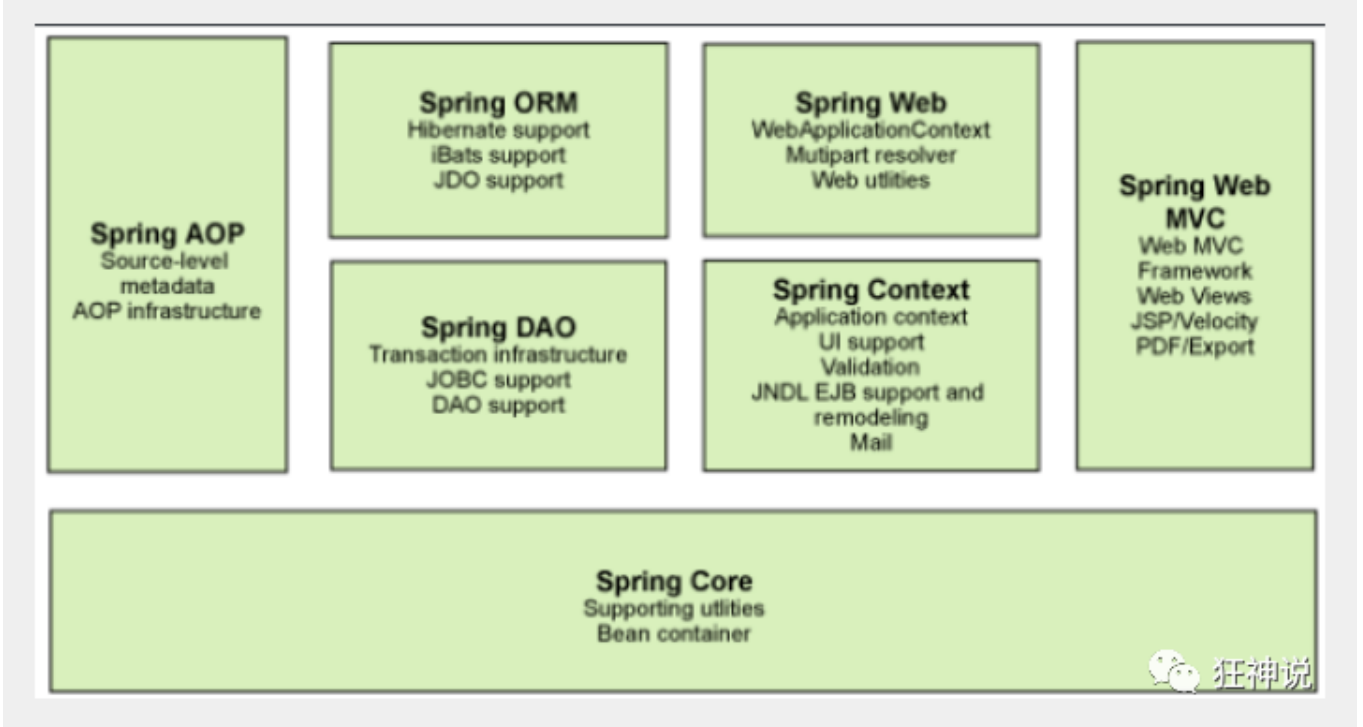 Spring AOP
Source-level
metadata
AOP infrastructure
Spring ORM
Hibernate support
iBats support
JDO support
Spring Web
WebApplicationContext
Mutipart resolver
Web utlities
Spring DAO
Transaction infrastructure
JOBC support
DAO support
Spring Context
Application context
UI support
Validation
JNDL EJB support and
remodeling
Mail
Spring Web
MVC
Web MVC
Framework
Web Views
JSP/Velocity
PDF/Export
Spring Core
Supporting utlities
Bean container
狂神说